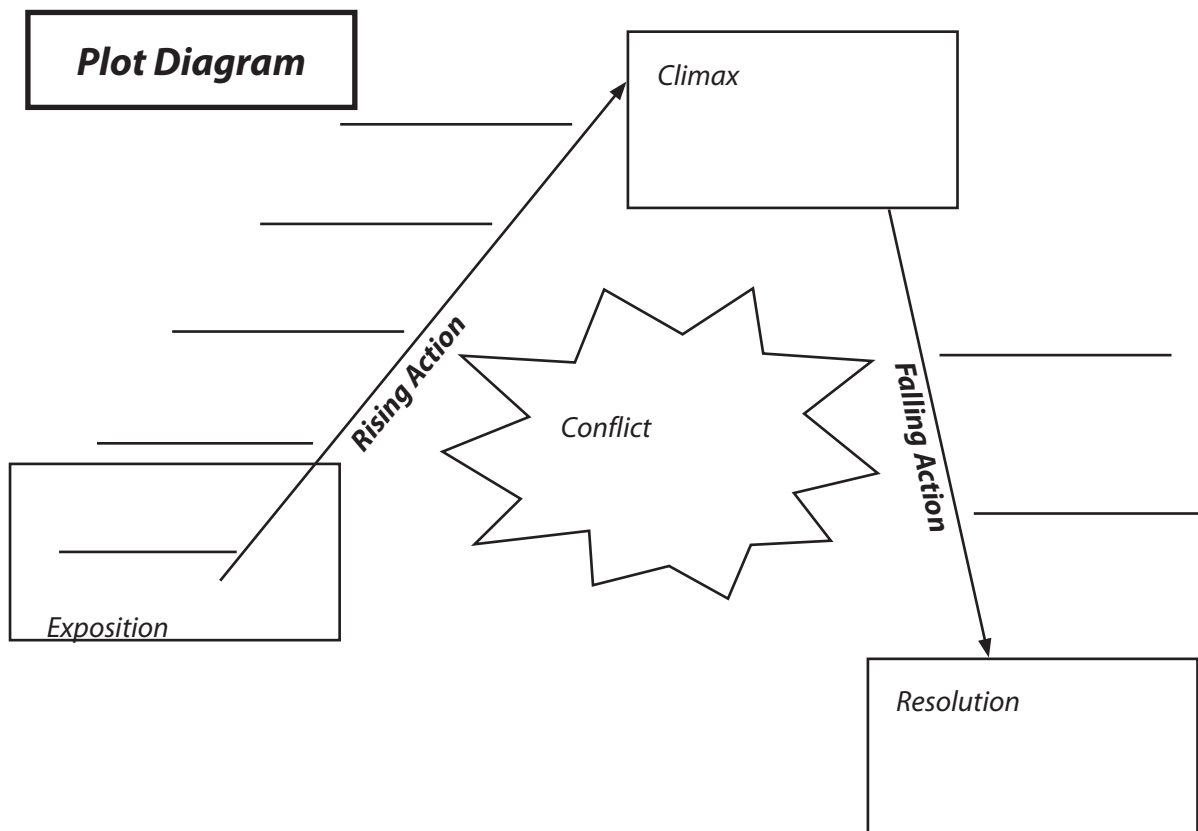 Plot Diagram
Climax
Rising Action
Conflict
Falling Action
Exposition
Resolution